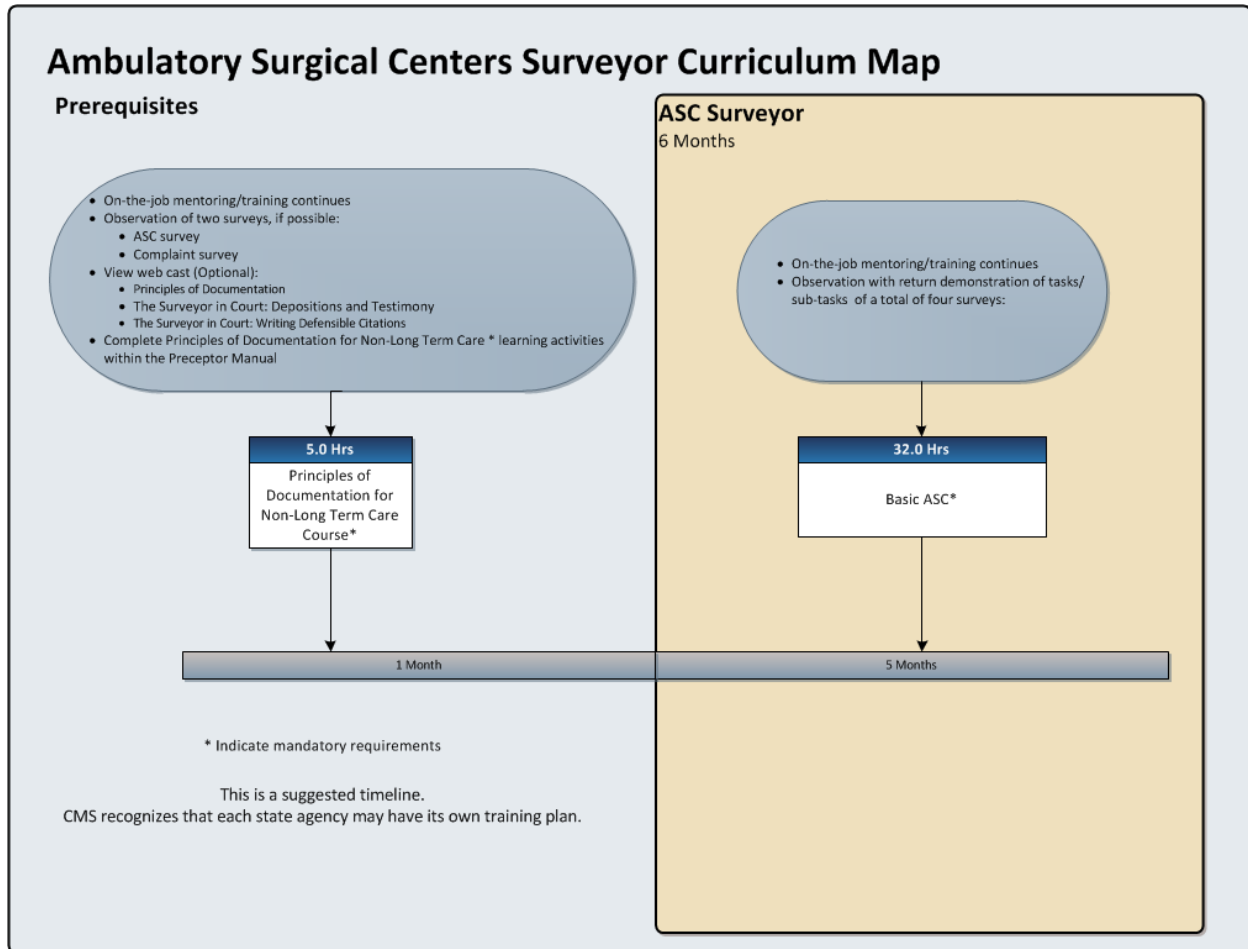 Ambulatory Surgical Centers Surveyor Curriculum Map
Prerequisites
• On-the-job mentoring/training continues
• Observation of two surveys, if possible:
• ASC survey
• Complaint survey
• View web cast (Optional):
• Principles of Documentation
• The Surveyor in Court: Depositions and Testimony
• The Surveyor in Court: Writing Defensible Citations
• Complete Principles of Documentation for Non-Long Term Care * learning activities
within the Preceptor Manual
5.0 Hrs
Principles of
Documentation for
Non-Long Term Care
Course*
1 Month
* Indicate mandatory requirements
This is a suggested timeline.
CMS recognizes that each state agency may have its own training plan.
ASC Surveyor
6 Months
• On-the-job mentoring/training continues
• Observation with return demonstration of tasks/
sub-tasks of a total of four surveys:
32.0 Hrs
Basic ASC*
5 Months